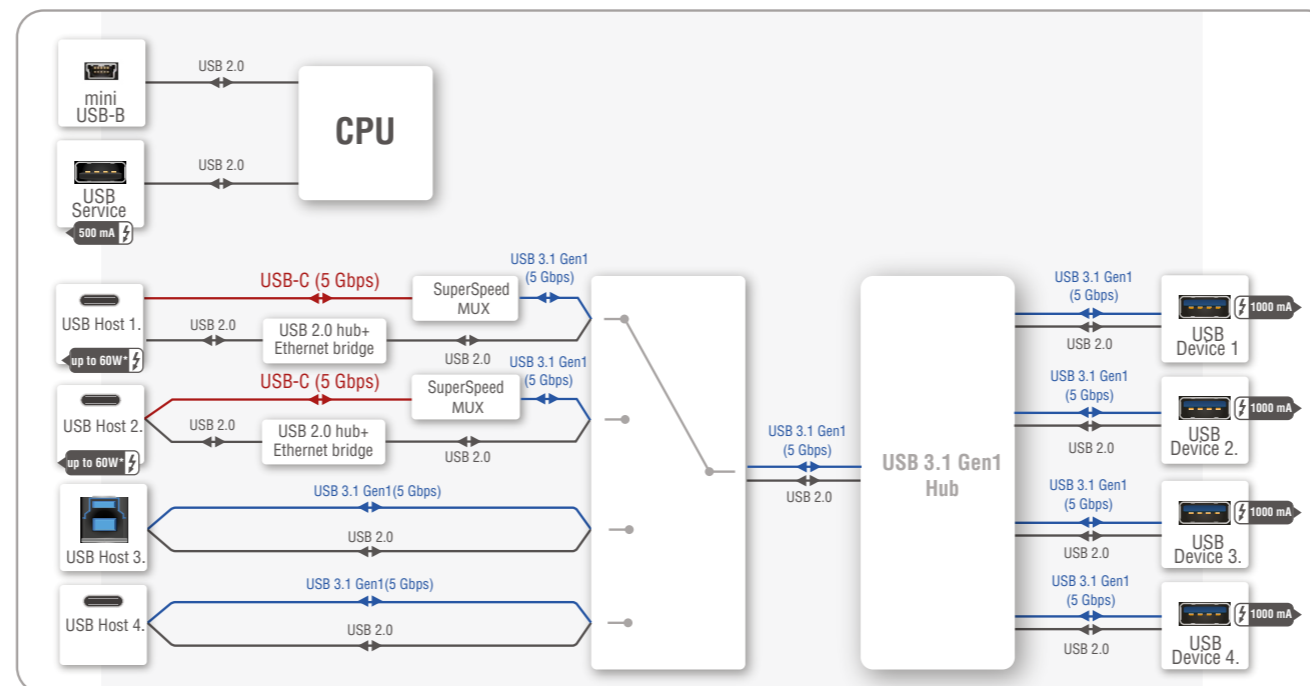 mini
USB-B
USB 2.0
CPU
USB
Service
500 mA
USB 2.0
USB Host 1.
up to 60W*
USB-C (5 Gbps)
SuperSpeed
MUX
USB 3.1 Gen1
(5 Gbps)
USB 2.0
USB 2.0 hub+
Ethernet bridge
USB 2.0
USB Host 2.
up to 60W*
USB-C (5 Gbps)
SuperSpeed
MUX
USB 3.1 Gen1
(5 Gbps)
USB 2.0
USB 2.0 hub+
Ethernet bridge
USB 2.0
USB Host 3.
USB 3.1 Gen1(5 Gbps)
USB 2.0
USB Host 4.
USB 3.1 Gen1(5 Gbps)
USB 2.0
USB 3.1 Gen1
(5 Gbps)
USB 2.0
USB 3.1 Gen1
Hub
USB 3.1 Gen1
(5 Gbps)
USB 2.0
USB
Device 1
1000 mA
USB 3.1 Gen1
(5 Gbps)
USB 2.0
USB
Device 2.
1000 mA
USB 3.1 Gen1
(5 Gbps)
USB 2.0
USB
Device 3.
1000 mA
USB 3.1 Gen1
(5 Gbps)
USB 2.0
USB
Device 4.
1000 mA